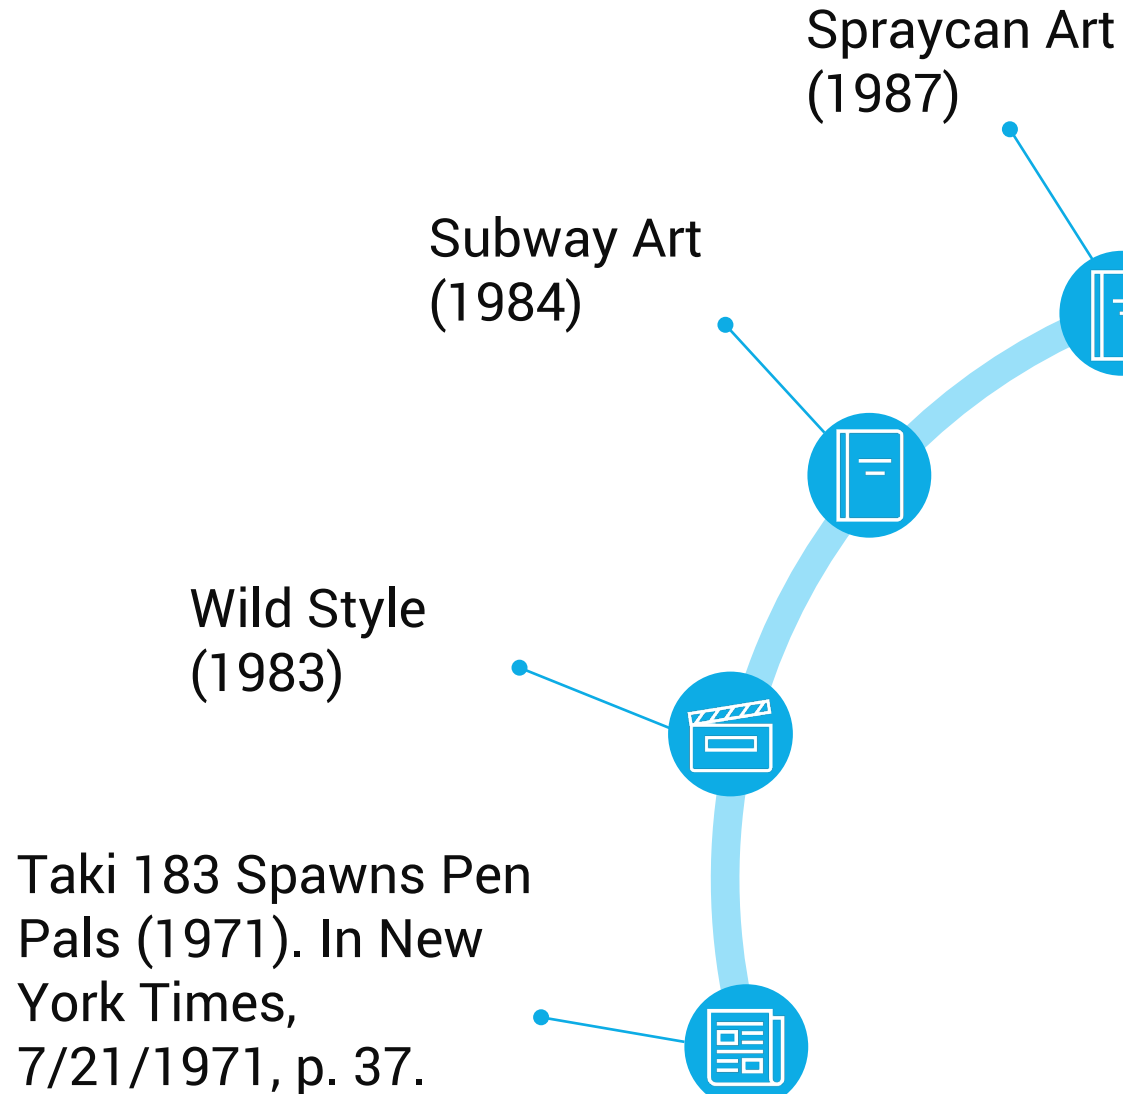 Spraycan Art
(1987)
Subway Art
(1984)
Wild Style
(1983)
Taki 183 Spawns Pen
Pals (1971). In New
York Times,
7/21/1971, p. 37.